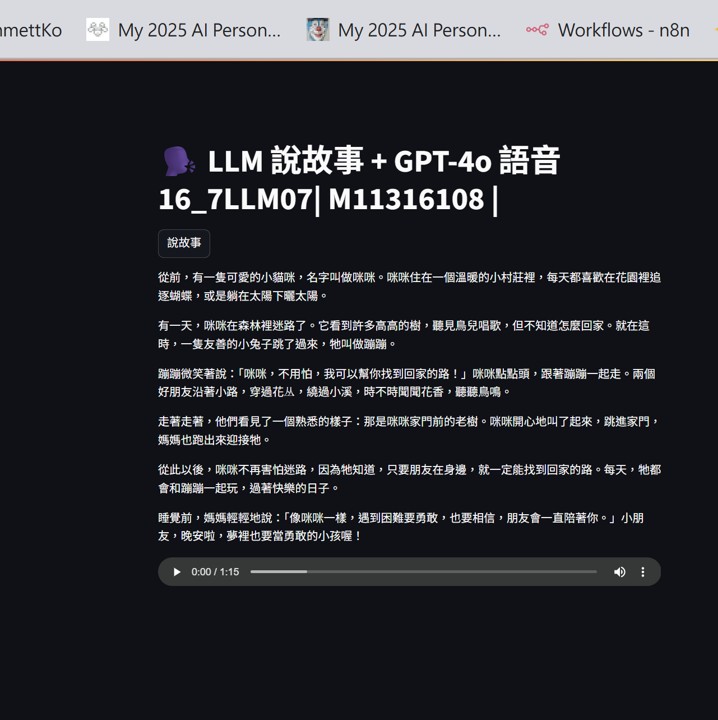 mettKo
My 2025 AI Person...
My 2025 AI Person...
Workflows - n8n
LLM 說故事 + GPT-4o 語音
16_7LLM07| M11316108 |
說故事
從前，有一隻可愛的小貓咪，名字叫做咪咪。咪咪住在一個溫暖的小村莊裡，每天都喜歡在花園裡追
逐蝴蝶，或是躺在太陽下曬太陽。
有一天，咪咪在森林裡迷路了。它看到許多高高的樹，聽見鳥兒唱歌，但不知道怎麼回家。就在這
時，一隻友善的小兔子跳了過來，牠叫做蹦蹦。
蹦蹦微笑著說：「咪咪，不用怕，我可以幫你找到回家的路！」咪咪點點頭，跟著蹦蹦一起走。兩個
好朋友沿著小路，穿過花丛，繞過小溪，時不時聞聞花香，聽聽鳥鳴。
走著走著，他們看見了一個熟悉的樣子：那是咪咪家門前的老樹。咪咪開心地叫了起來，跳進家門，
媽媽也跑出來迎接牠。
從此以後，咪咪不再害怕迷路，因為牠知道，只要朋友在身邊，就一定能找到回家的路。每天，牠都
會和蹦蹦一起玩，過著快樂的日子。
睡覺前，媽媽輕輕地說：「像咪咪一樣，遇到困難要勇敢，也要相信，朋友會一直陪著你。」小朋
友，晚安啦，夢裡也要當勇敢的小孩喔！
0:00 / 1:15